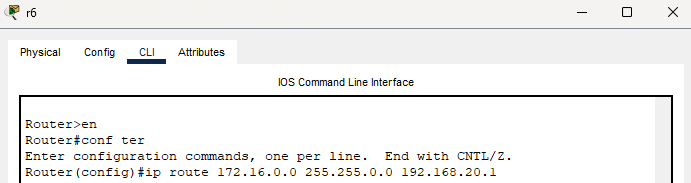 r6
Physical Config CLI Attributes
IOS Command Line Interface
Router>en
Router#conf ter
Enter configuration commands, one per line.  End with CNTL/Z.
Router(config)#ip route 172.16.0.0 255.255.0.0 192.168.20.1